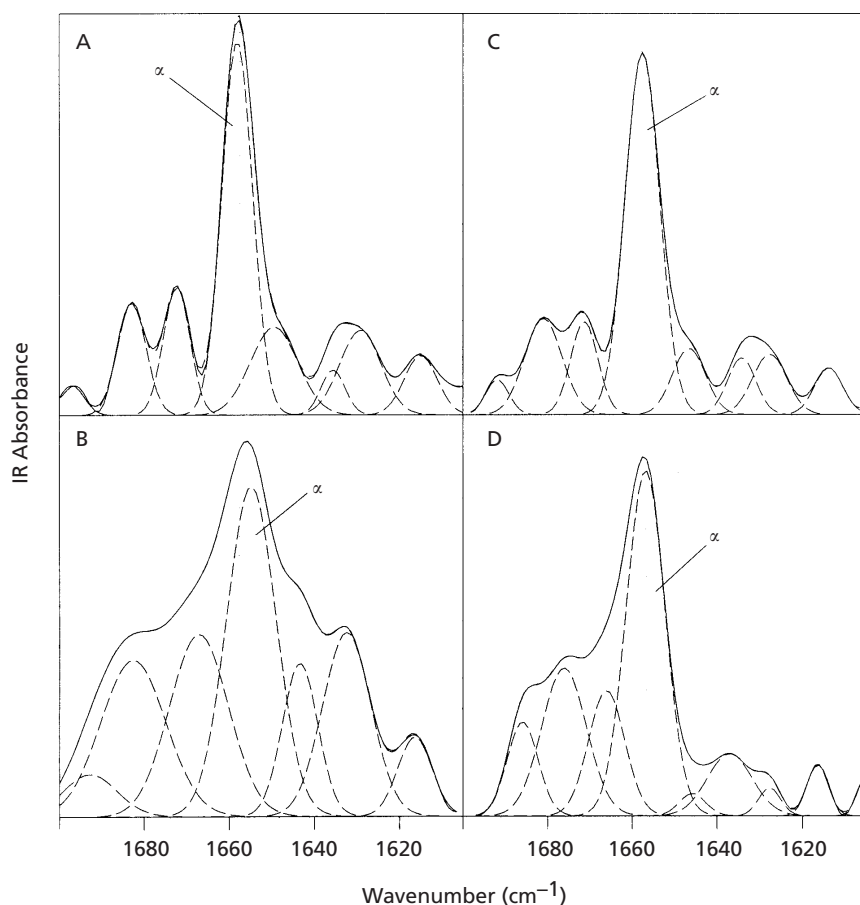 A
α
C
α
B
α
D
α
IR Absorbance
1680 1660 1640 1620 1680 1660 1640 1620
Wavenumber (cm⁻¹)